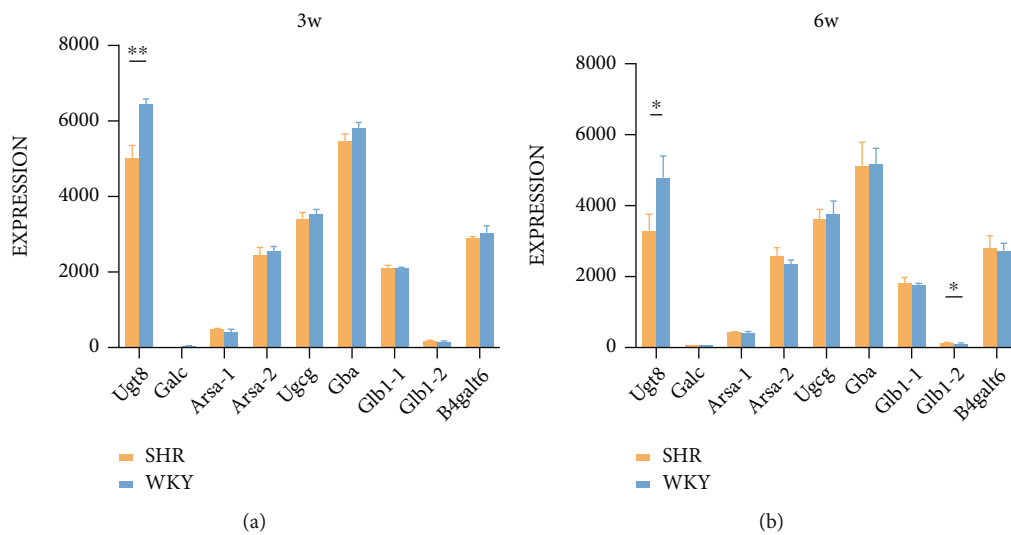 3w
EXPRESSION
8000
6000
4000
2000
0
**
Ugt8
Galc
Arsa-1
Arsa-2
Ugcg
Gba
Glb1-1
Glb1-2
B4galt6
SHR
WKY
(a)
6w
EXPRESSION
8000
6000
4000
2000
0
*
*
Ugt8
Galc
Arsa-1
Arsa-2
Ugcg
Gba
Glb1-1
Glb1-2
B4galt6
SHR
WKY
(b)